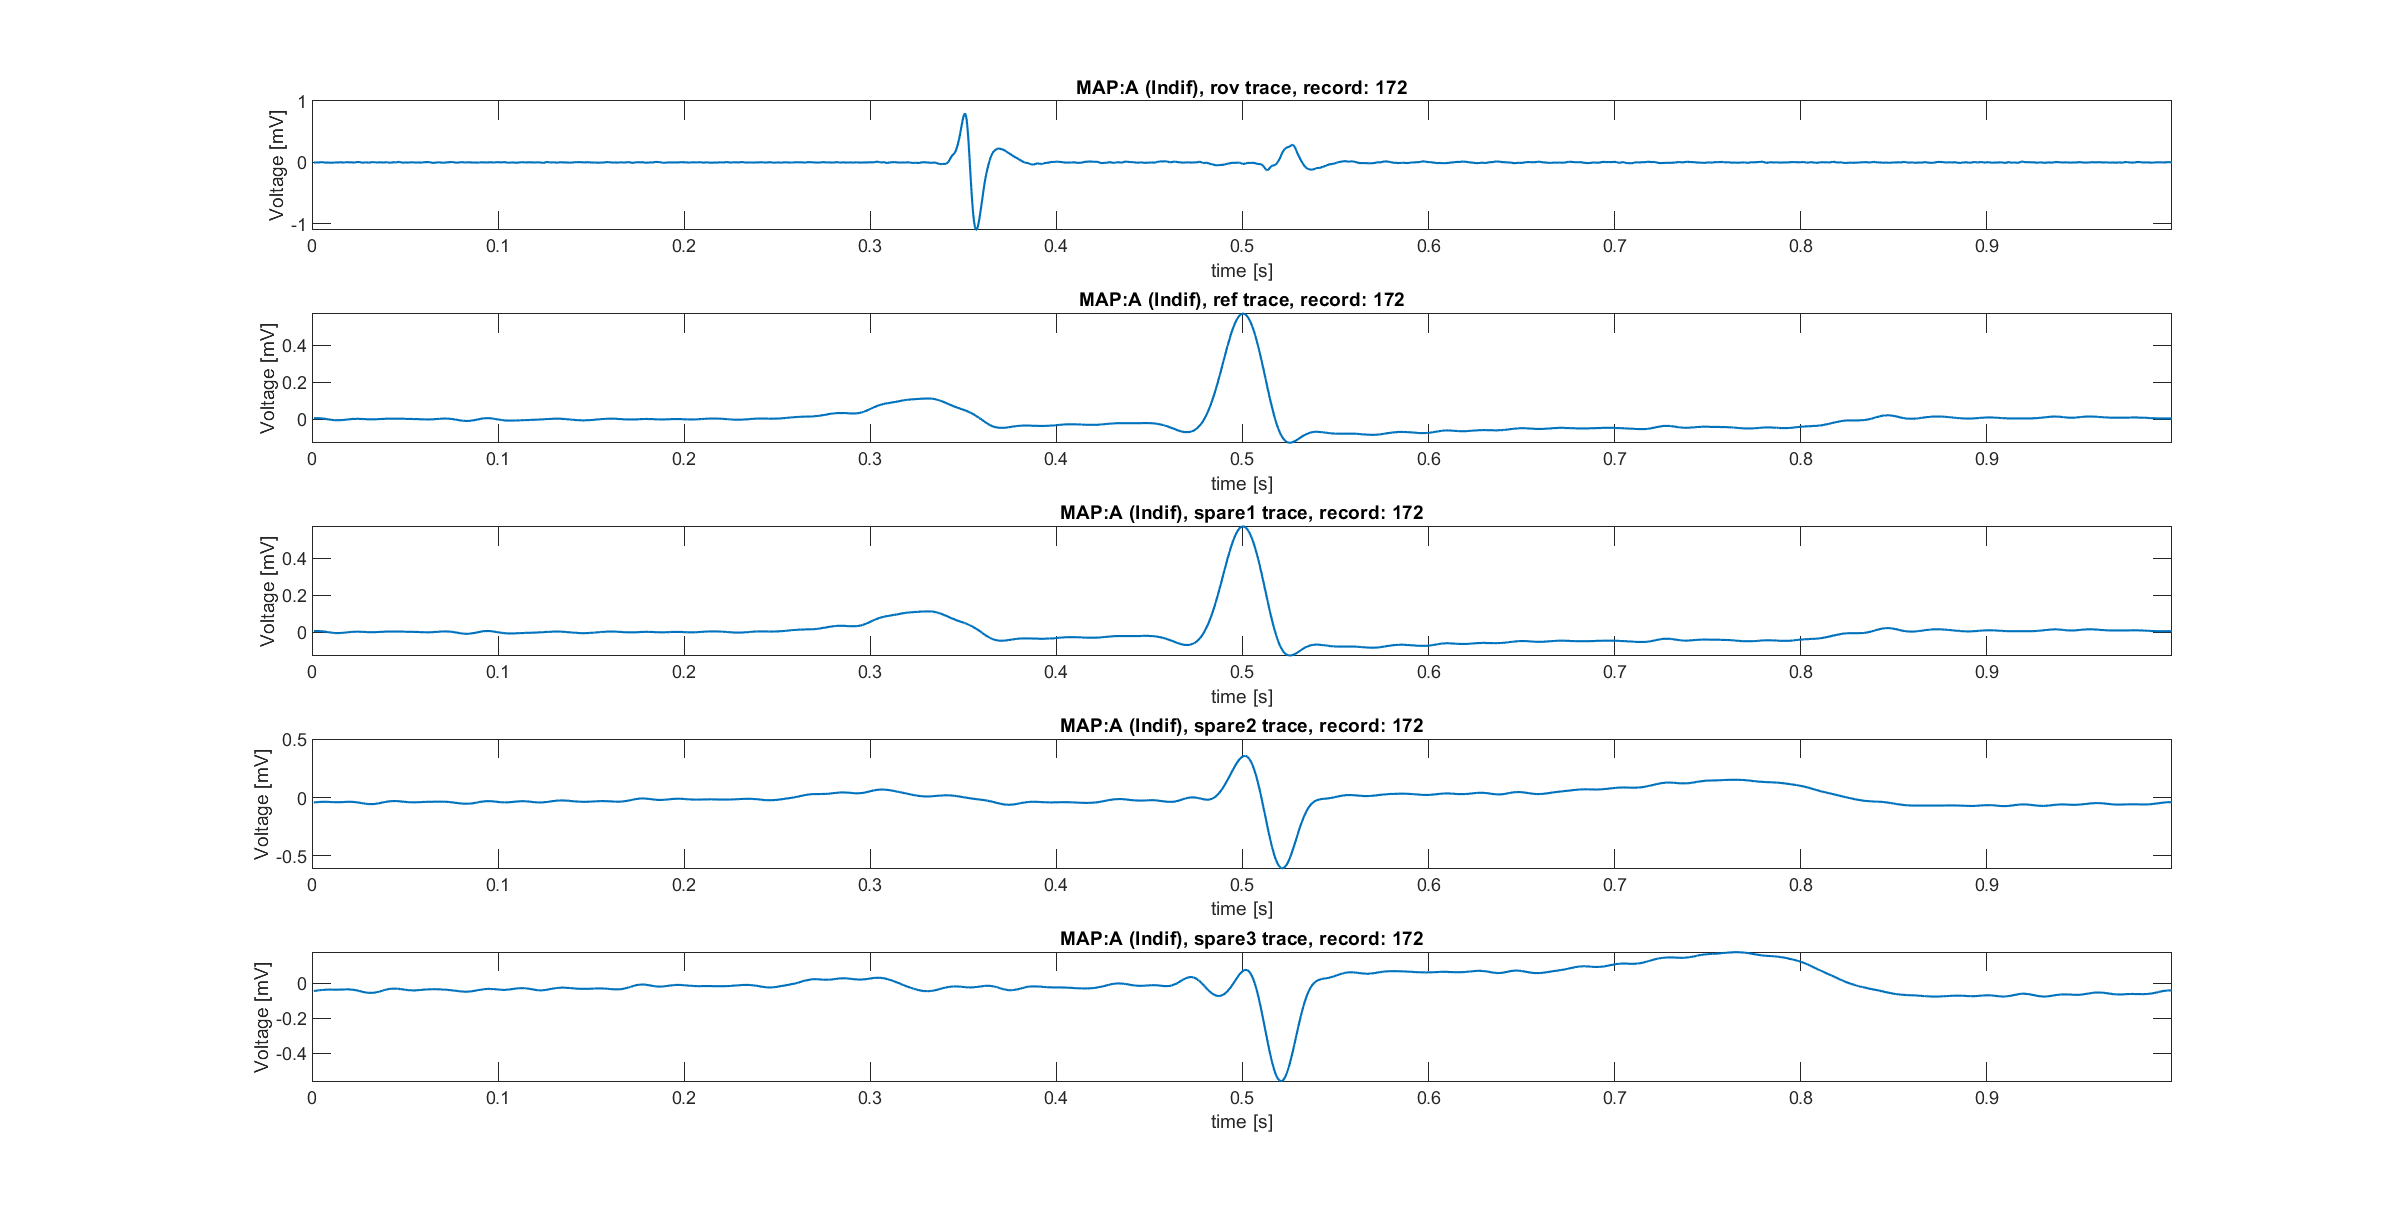 MAP:A (Indif), rov trace, record: 172
Voltage [mV]
1
0
-1
0 0.1 0.2 0.3 0.4 0.5 0.6 0.7 0.8 0.9
time [s]
MAP:A (Indif), ref trace, record: 172
Voltage [mV]
0.4
0.2
0
0 0.1 0.2 0.3 0.4 0.5 0.6 0.7 0.8 0.9
time [s]
MAP:A (Indif), spare1 trace, record: 172
Voltage [mV]
0.4
0.2
0
0 0.1 0.2 0.3 0.4 0.5 0.6 0.7 0.8 0.9
time [s]
MAP:A (Indif), spare2 trace, record: 172
Voltage [mV]
0.5
0
-0.5
0 0.1 0.2 0.3 0.4 0.5 0.6 0.7 0.8 0.9
time [s]
MAP:A (Indif), spare3 trace, record: 172
Voltage [mV]
0
-0.2
-0.4
0 0.1 0.2 0.3 0.4 0.5 0.6 0.7 0.8 0.9
time [s]